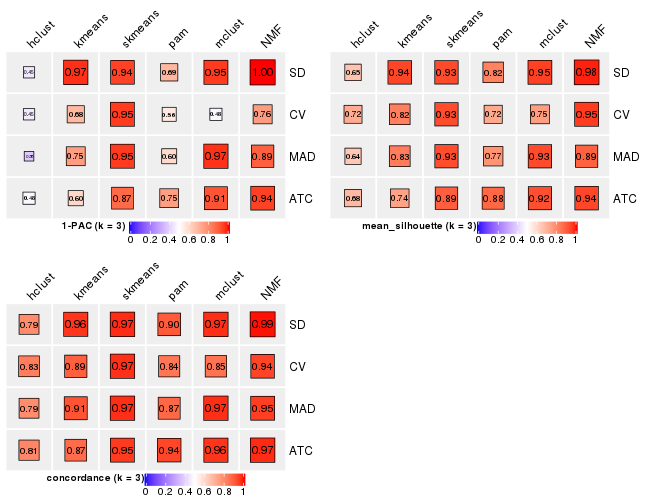 hclust kmeans skmeans pam mclust NMF
0.97 0.94 0.69 0.95 1.00 SD
0.68 0.95 0.56 0.48 0.76 CV
0.75 0.95 0.60 0.97 0.89 MAD
0.48 0.60 0.87 0.75 0.91 0.94 ATC
1-PAC (k = 3)
0 0.2 0.4 0.6 0.8 1
hclust kmeans skmeans pam mclust NMF
0.65 0.94 0.93 0.82 0.95 0.98 SD
0.72 0.82 0.93 0.72 0.75 0.95 CV
0.64 0.83 0.93 0.77 0.93 0.89 MAD
0.68 0.74 0.89 0.88 0.92 0.94 ATC
mean_silhouette (k = 3)
0 0.2 0.4 0.6 0.8 1
hclust kmeans skmeans pam mclust NMF
0.79 0.96 0.97 0.90 0.97 0.99 SD
0.83 0.89 0.97 0.84 0.85 0.94 CV
0.79 0.91 0.97 0.87 0.97 0.95 MAD
0.81 0.87 0.95 0.94 0.96 0.97 ATC
concordance (k = 3)
0 0.2 0.4 0.6 0.8 1